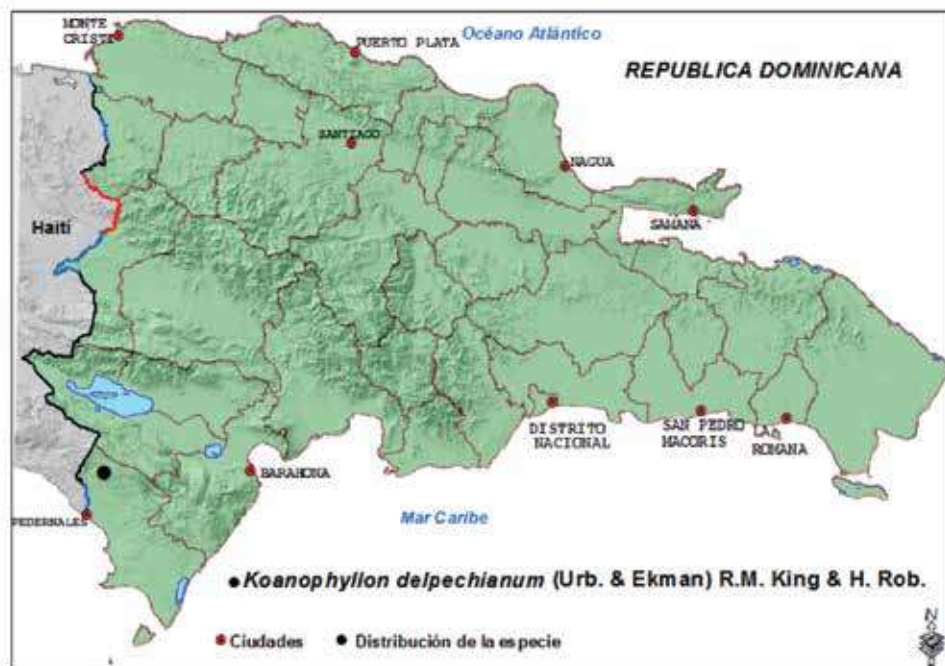 MONTE
CRISTI
PUERTO PLATA
Océano Atlántico
REPUBLICA DOMINICANA
SANTIAGO
NAGUA
SAMANA
Haití
DISTRITO
NACIONAL
SAN PEDRO
MACORIS
LA
ROMANA
BARAHONA
PEDERNALES
Mar Caribe
Koanophyllon delpechianum (Urb. & Ekman) R.M. King & H. Rob.
Ciudades
Distribución de la especie